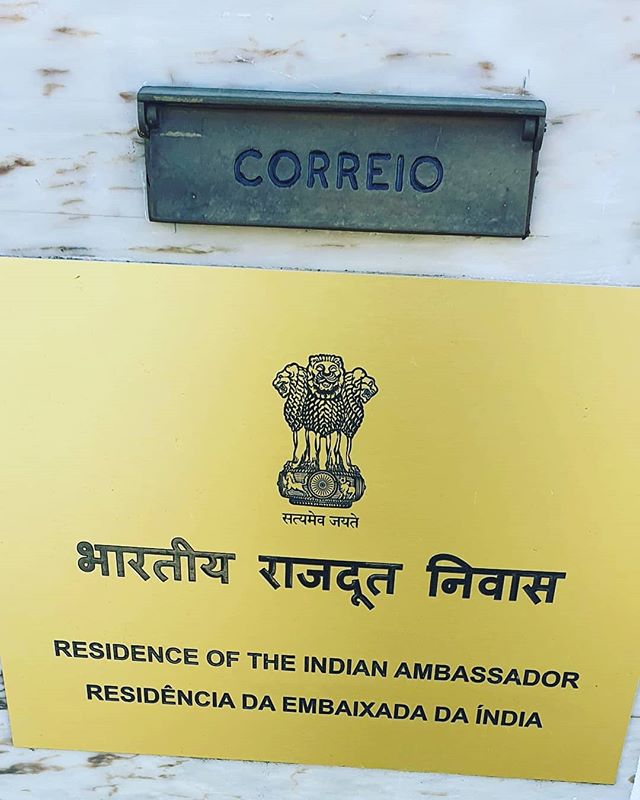 CORREIO
सत्यमेव जयते
भारतीय राजदूत निवास
RESIDENCE OF THE INDIAN AMBASSADOR
RESIDÊNCIA DA EMBAIXADA DA ÍNDIA